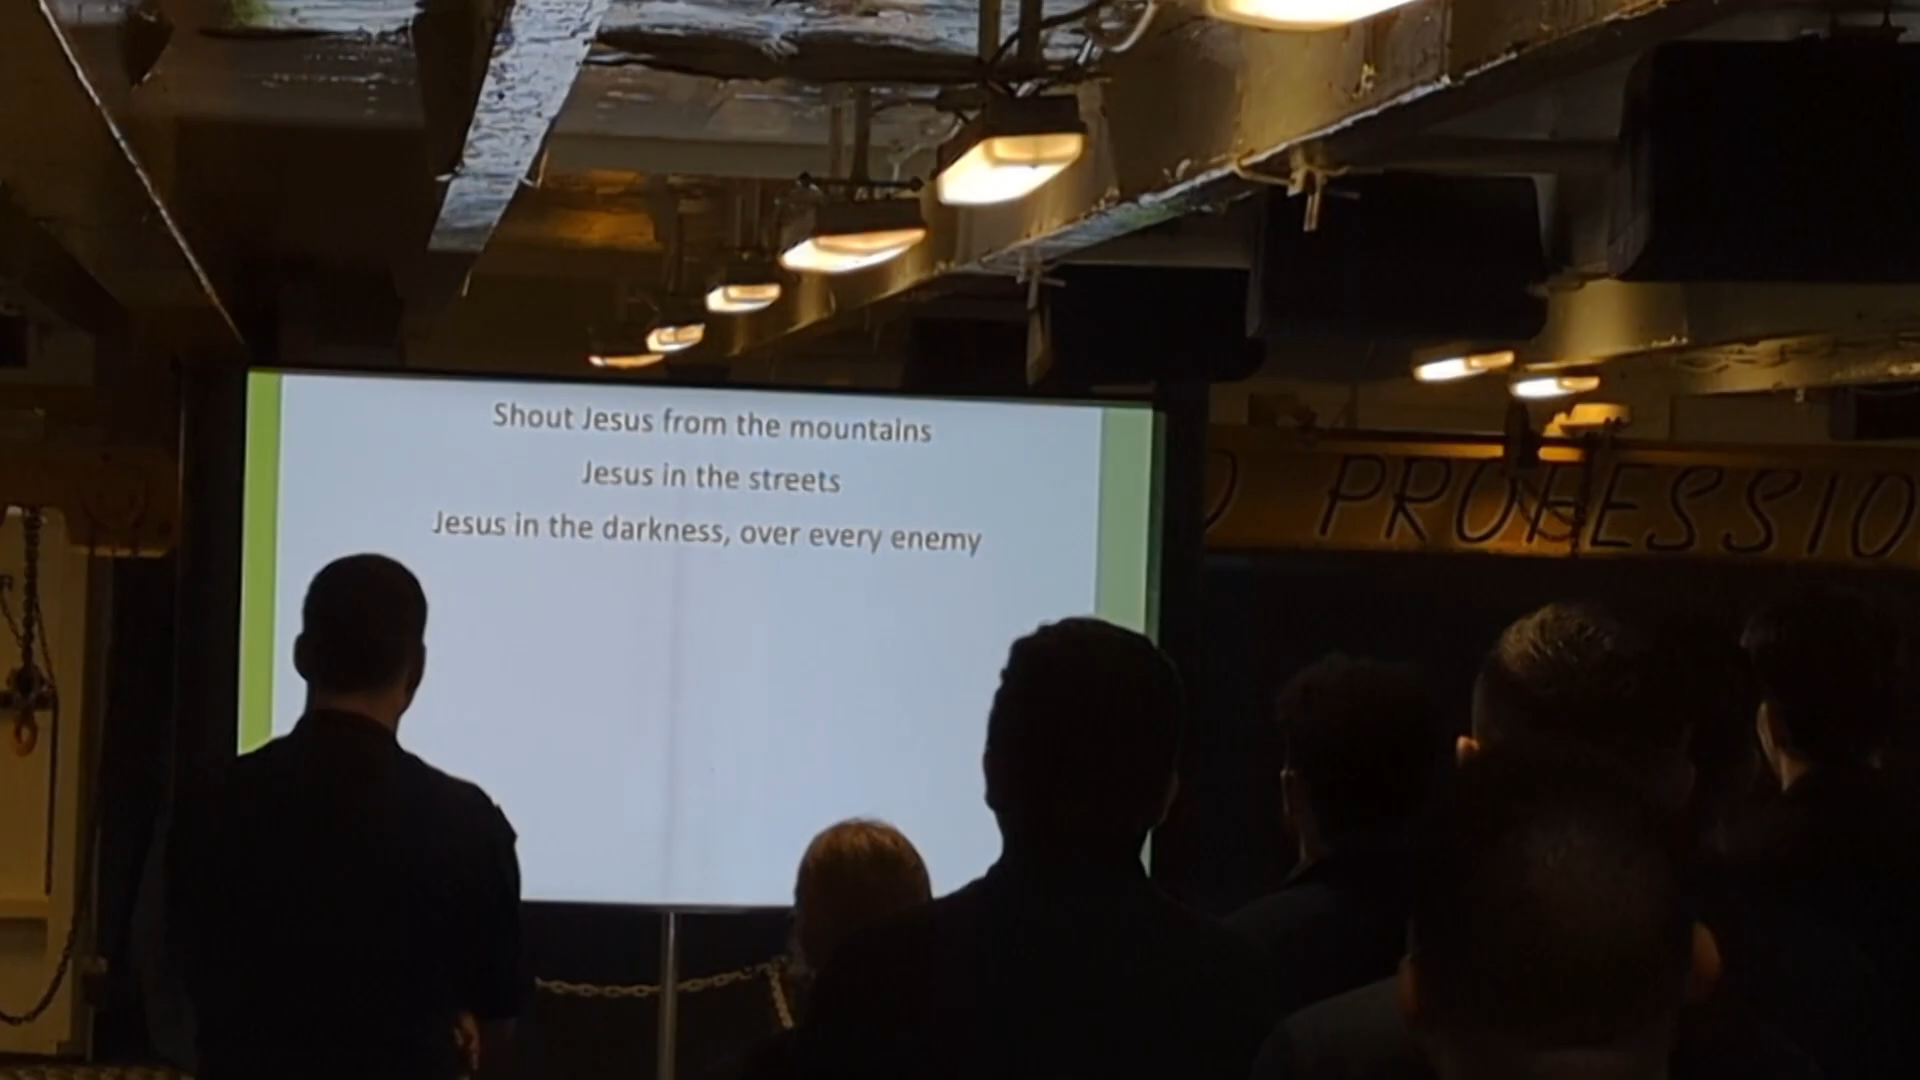 Shout Jesus from the mountains
Jesus in the streets
Jesus in the darkness, over every enemy
PROFESSIO